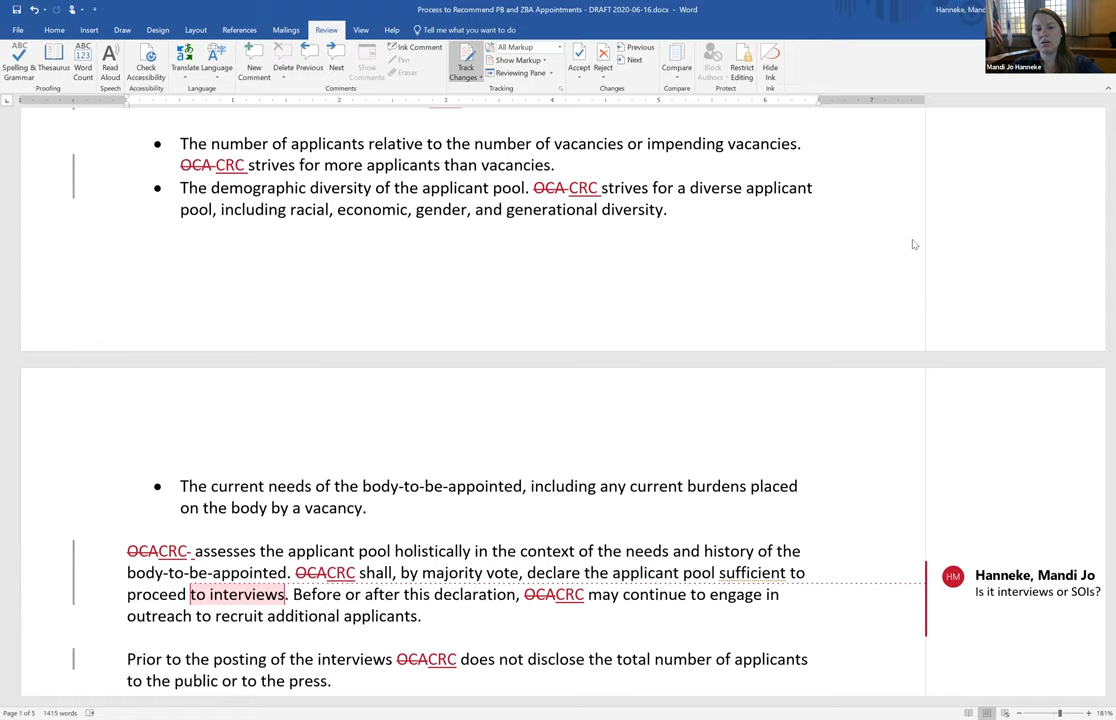 Process to Recommend PB and ZBA Appointments - DRAFT 2020-06-16.docx - Word
Hanneke, Mand
File Home Insert Draw Design Layout References Mailings Review View Help Tell me what you want to do
Spelling & Grammar
Thesaurus
Word Count
Read Aloud
Check Accessibility
Translate
Language
New Comment
Delete
Previous
Next
Show Comments
Ink Comment
Pen
Eraser
Track Changes
All Markup
Show Markup
Reviewing Pane
Accept
Reject
Previous
Next
Compare
Block Authors
Restrict Editing
Hide Ink
Proofing Speech Accessibility Language Comments Tracking Changes Compare Protect Ink
Mandi Jo Hanneke
1 2 3 4 5 6 7
• The number of applicants relative to the number of vacancies or impending vacancies.
OCA CRC strives for more applicants than vacancies.
• The demographic diversity of the applicant pool. OCA CRC strives for a diverse applicant
pool, including racial, economic, gender, and generational diversity.
• The current needs of the body-to-be-appointed, including any current burdens placed
on the body by a vacancy.
OCACRC- assesses the applicant pool holistically in the context of the needs and history of the
body-to-be-appointed. OCACRC shall, by majority vote, declare the applicant pool sufficient to
proceed to interviews. Before or after this declaration, OCACRC may continue to engage in
outreach to recruit additional applicants.
HM
Hanneke, Mandi Jo
Is it interviews or SOIs?
Prior to the posting of the interviews OCACRC does not disclose the total number of applicants
to the public or to the press.
Page 1 of 5 1415 words
181%